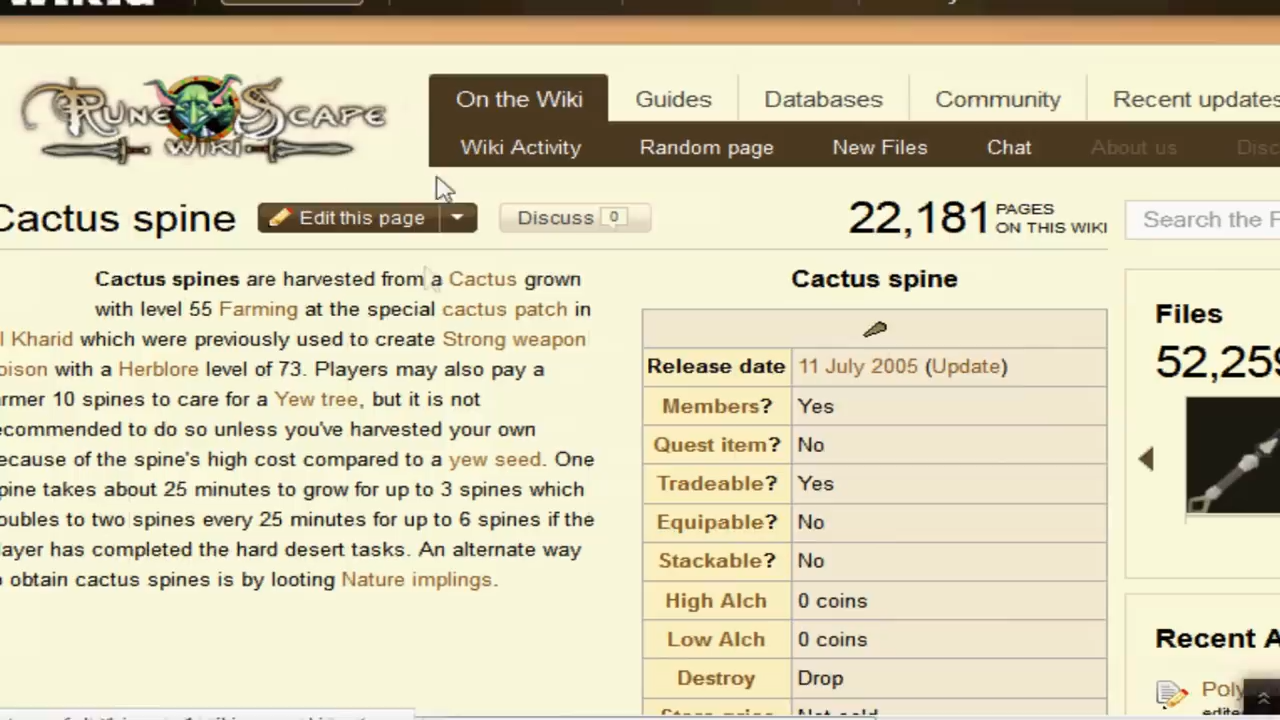 On the Wiki Guides Databases Community Recent updates
RuneScape
WIKI
Wiki Activity Random page New Files Chat About us Disc
Cactus spine Edit this page Discuss 0 22,181 PAGES ON THIS WIKI Search the F
Cactus spines are harvested from a Cactus grown
with level 55 Farming at the special cactus patch in
l Kharid which were previously used to create Strong weapon
oison with a Herblore level of 73. Players may also pay a
armer 10 spines to care for a Yew tree, but it is not
ecommended to do so unless you've harvested your own
ecause of the spine's high cost compared to a yew seed. One
pine takes about 25 minutes to grow for up to 3 spines which
oubles to two spines every 25 minutes for up to 6 spines if the
layer has completed the hard desert tasks. An alternate way
o obtain cactus spines is by looting Nature implings.
Cactus spine
Release date 11 July 2005 (Update)
Members? Yes
Quest item? No
Tradeable? Yes
Equipable? No
Stackable? No
High Alch 0 coins
Low Alch 0 coins
Destroy Drop
Store price Not sold
Files
52,259
Recent A
Poly
edite